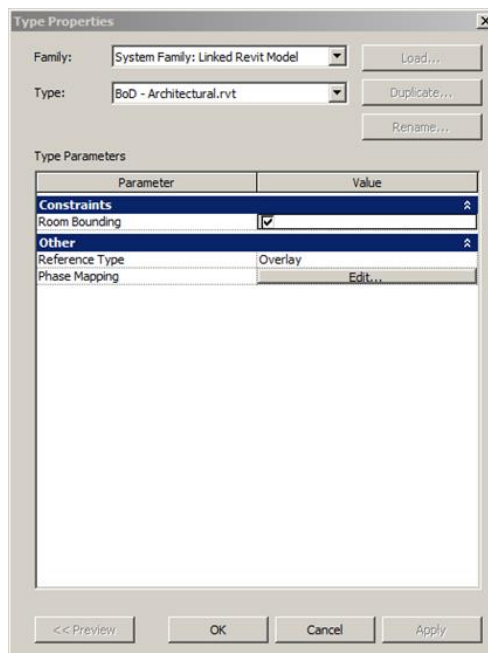 Type Properties
Family: System Family: Linked Revit Model Load...
Type: BoD - Architectural.rvt Duplicate...
Rename...
Type Parameters
Parameter Value
Constraints
Room Bounding
Other
Reference Type Overlay
Phase Mapping Edit...
<< Preview OK Cancel Apply